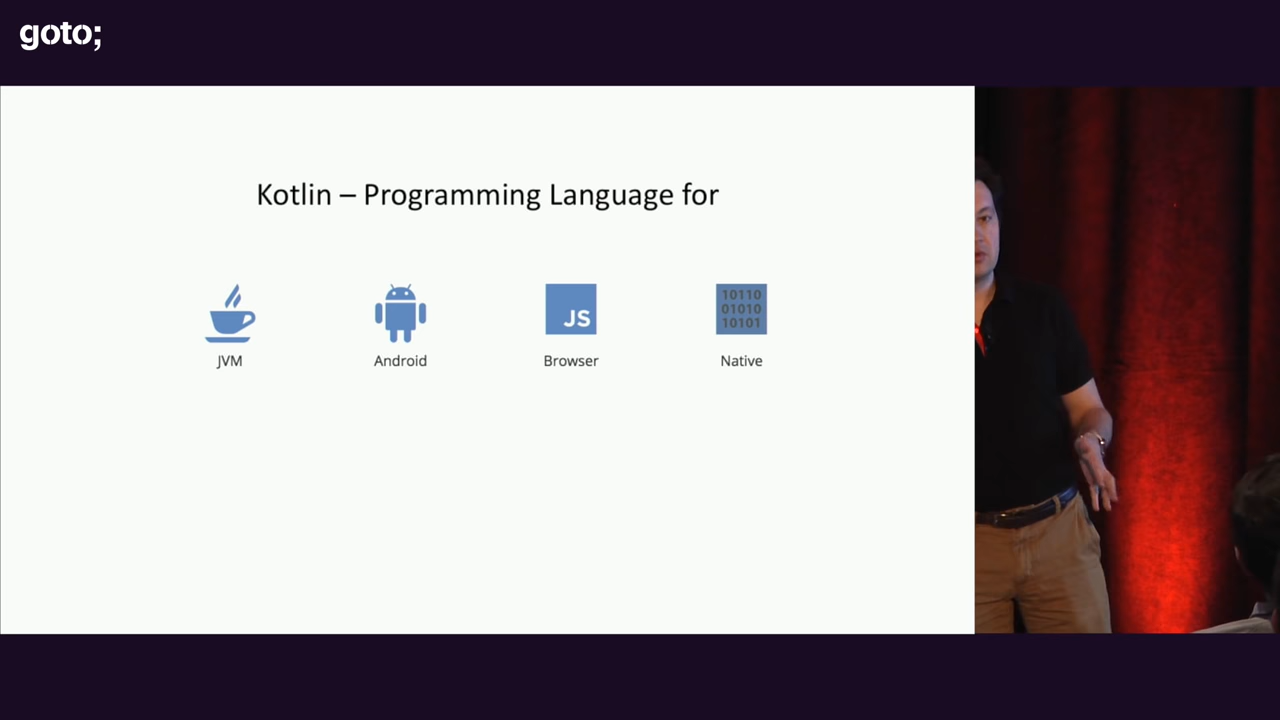 goto;
Kotlin – Programming Language for
JS
10110
01010
10101
JVM
Android
Browser
Native